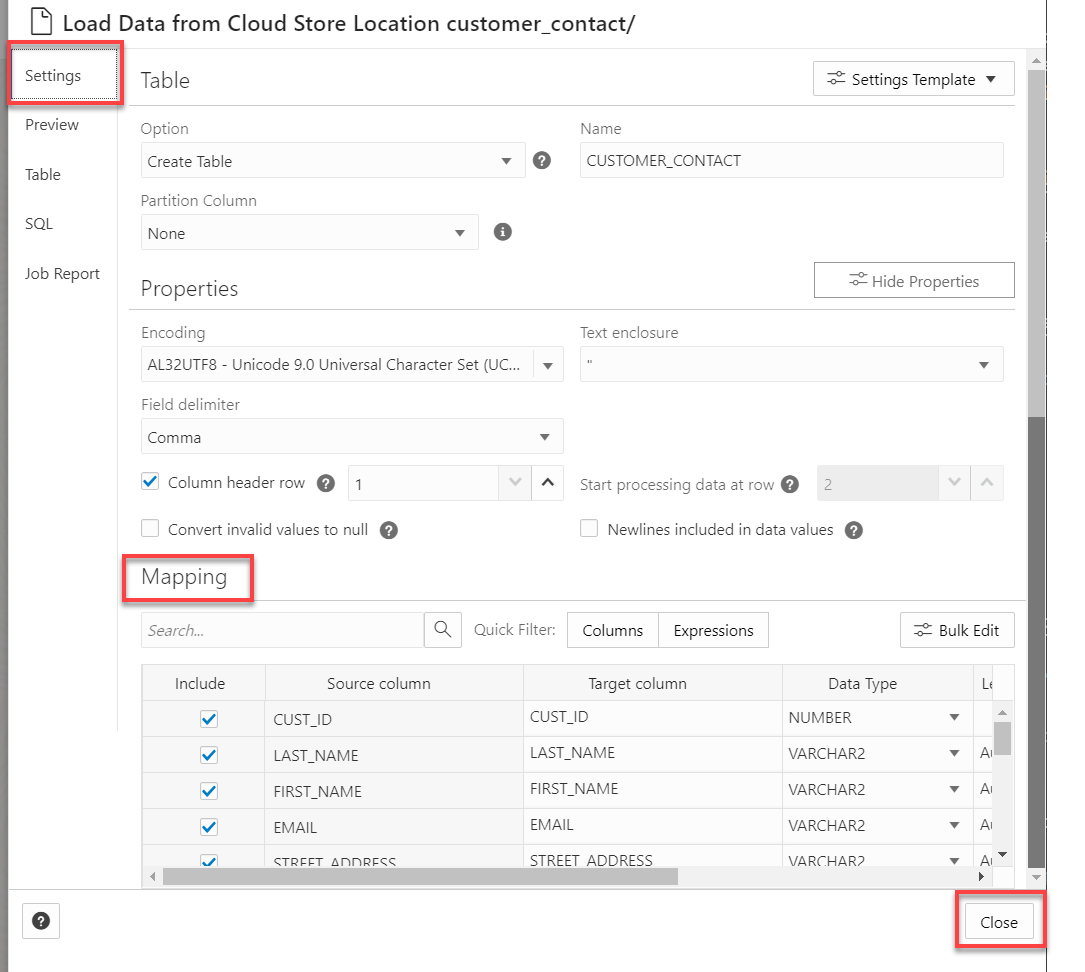 Load Data from Cloud Store Location customer_contact/
Settings
Preview
Table
SQL
Job Report
Table
Settings Template
Option
Name
Create Table
?
CUSTOMER_CONTACT
Partition Column
None
i
Properties
Hide Properties
Encoding
Text enclosure
AL32UTF8 - Unicode 9.0 Universal Character Set (UC...
"
Field delimiter
Comma
Column header row ? 1
Start processing data at row ? 2
Convert invalid values to null ?
Newlines included in data values ?
Mapping
Search...
Quick Filter: Columns Expressions
Bulk Edit
Include Source column Target column Data Type Le
CUST_ID CUST_ID NUMBER
LAST_NAME LAST_NAME VARCHAR2 Au
FIRST_NAME FIRST_NAME VARCHAR2 Au
EMAIL EMAIL VARCHAR2 Au
STREET_ADDRESS STREET_ADDRESS VARCHAR2 Au
?
Close